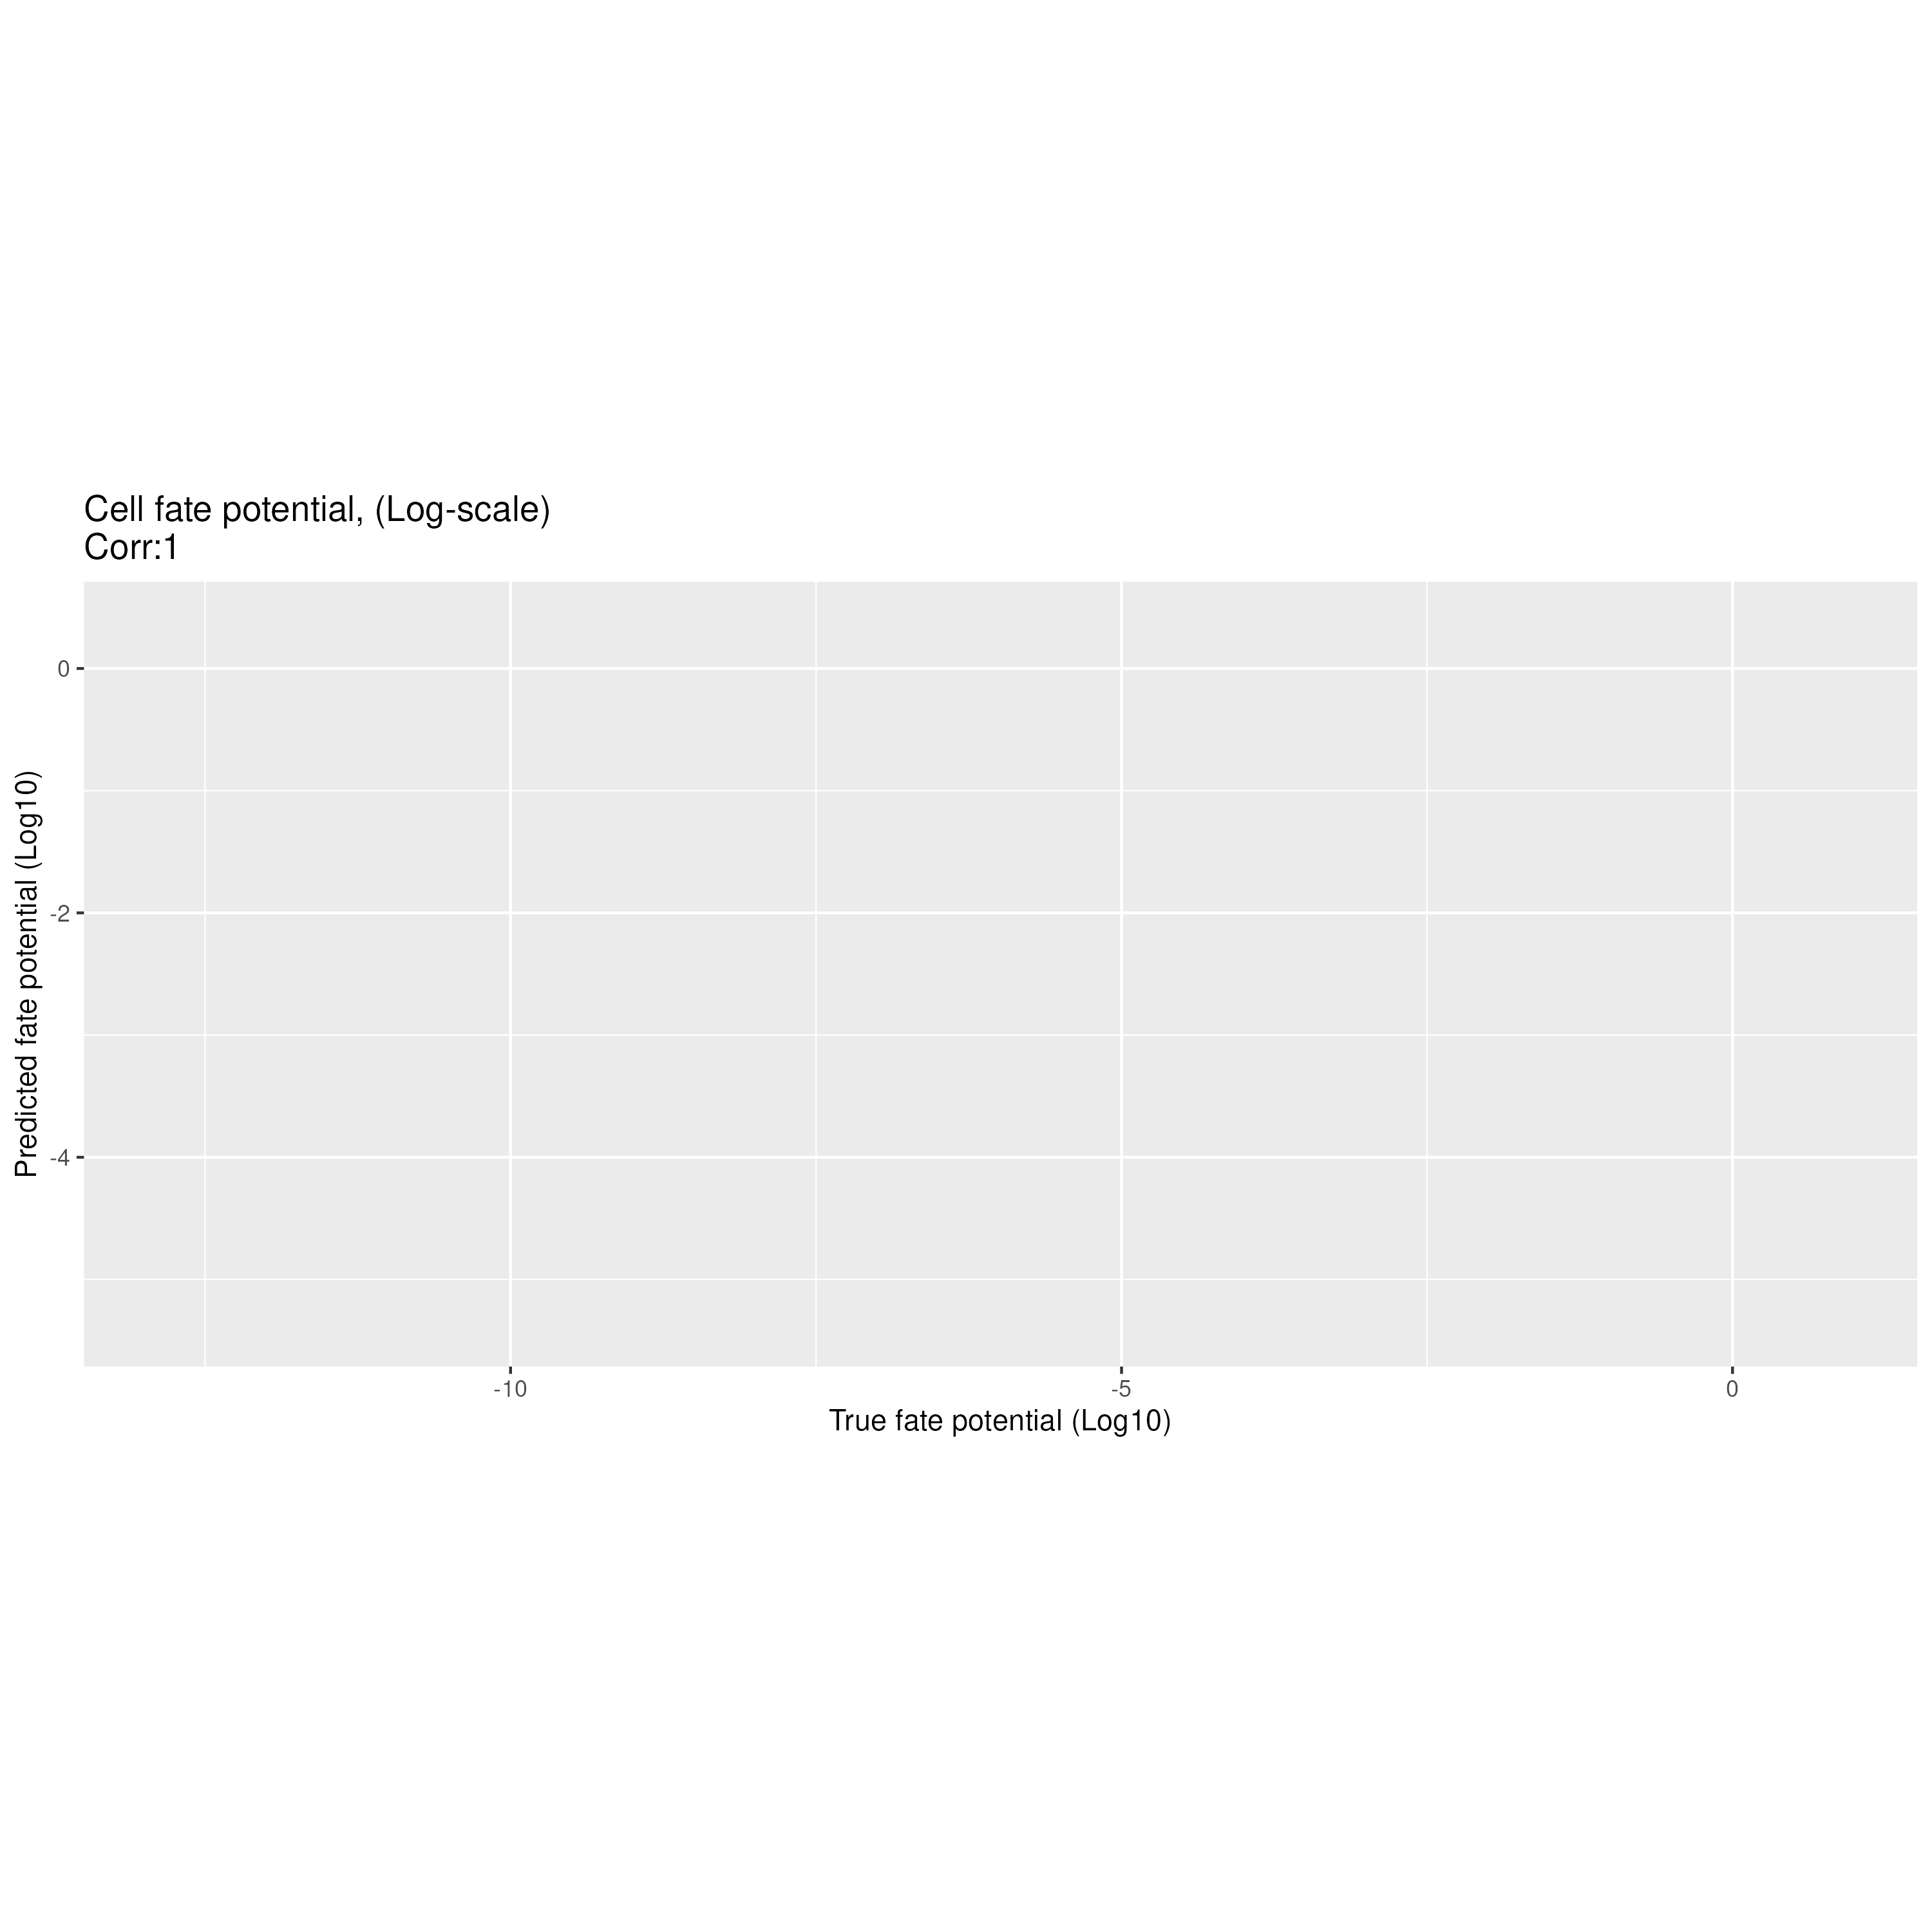 Cell fate potential, (Log-scale)
Corr:1
Predicted fate potential (Log10)
0
-2
-4
-10
-5
0
True fate potential (Log10)